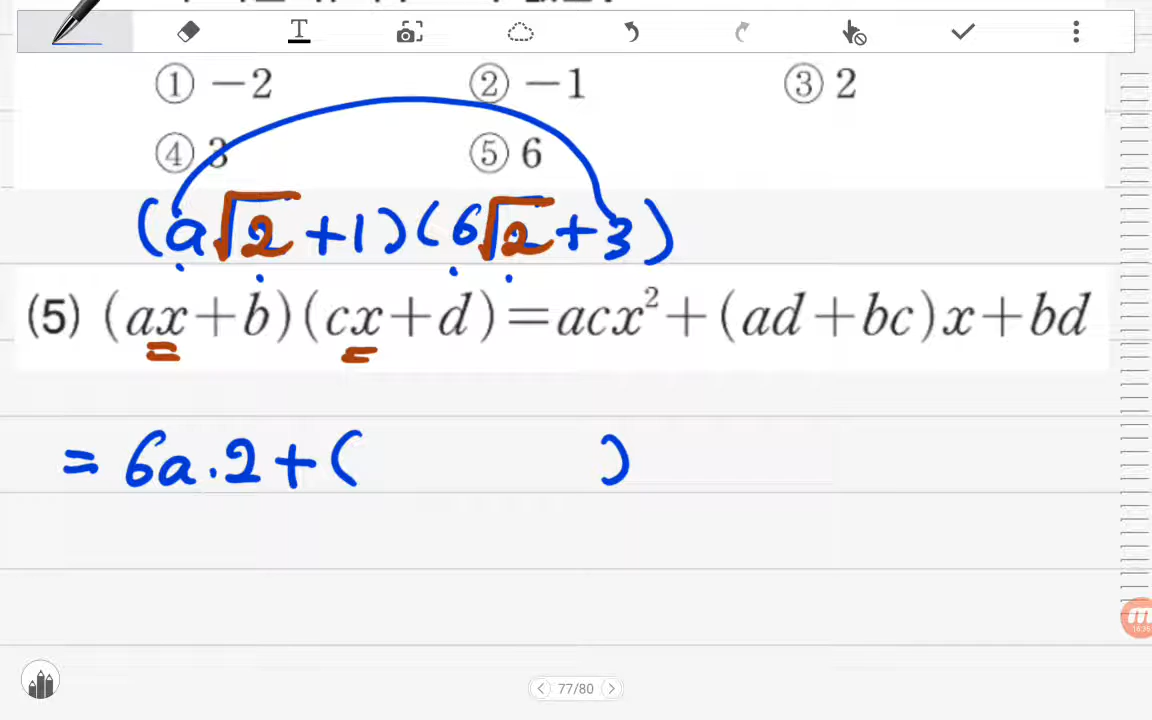 ① −2 ② −1 ③ 2
④ 3 ⑤ 6
(a√2+1)(6√2+3)
(5) (ax+b)(cx+d)=acx²+(ad+bc)x+bd
= 6a·2+( )
77/80